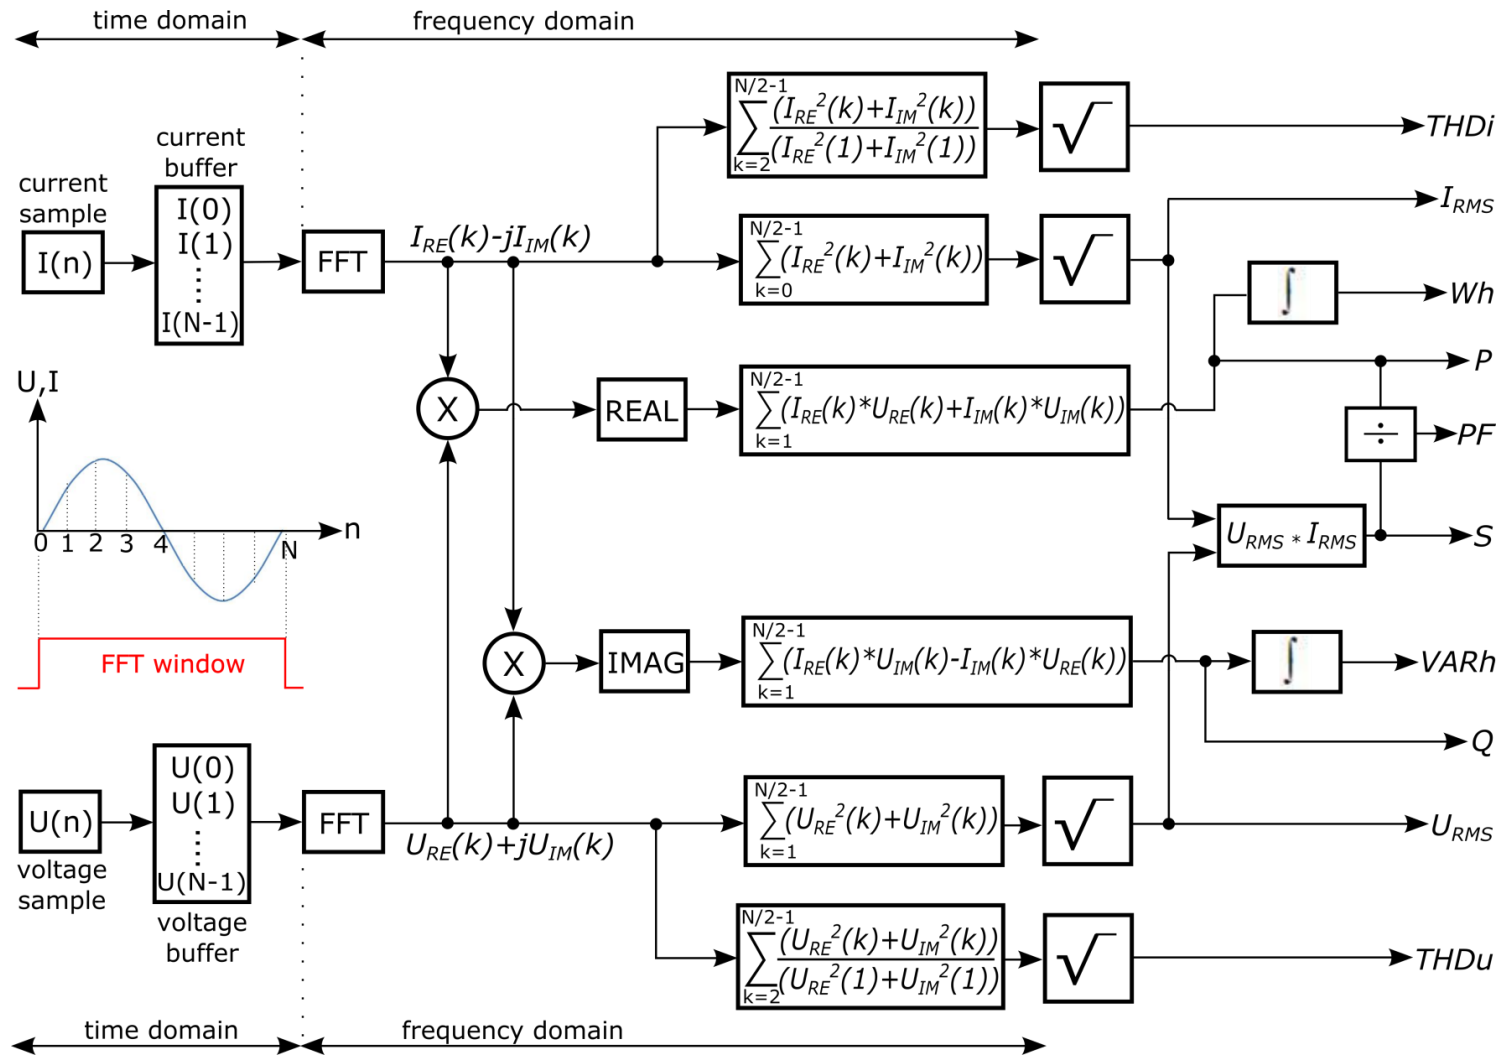 time domain
frequency domain
current
buffer
current
sample
I(n)
I(0)
I(1)
I(N-1)
FFT
I_RE(k)-jI_IM(k)
N/2-1
∑ (I_RE²(k)+I_IM²(k))
(I_RE²(1)+I_IM²(1))
k=2
√
THDi
N/2-1
∑(I_RE²(k)+I_IM²(k))
k=0
√
I_RMS
∫
Wh
X
REAL
N/2-1
∑(I_RE(k)*U_RE(k)+I_IM(k)*U_IM(k))
k=1
P
÷
PF
U_RMS * I_RMS
S
U,I
n
0 1 2 3 4 N
FFT window
X
IMAG
N/2-1
∑(I_RE(k)*U_IM(k)-I_IM(k)*U_RE(k))
k=1
∫
VARh
Q
U(n)
voltage
sample
U(0)
U(1)
U(N-1)
voltage
buffer
FFT
U_RE(k)+jU_IM(k)
N/2-1
∑(U_RE²(k)+U_IM²(k))
k=1
√
U_RMS
N/2-1
∑ (U_RE²(k)+U_IM²(k))
(U_RE²(1)+U_IM²(1))
k=2
√
THDu
time domain
frequency domain